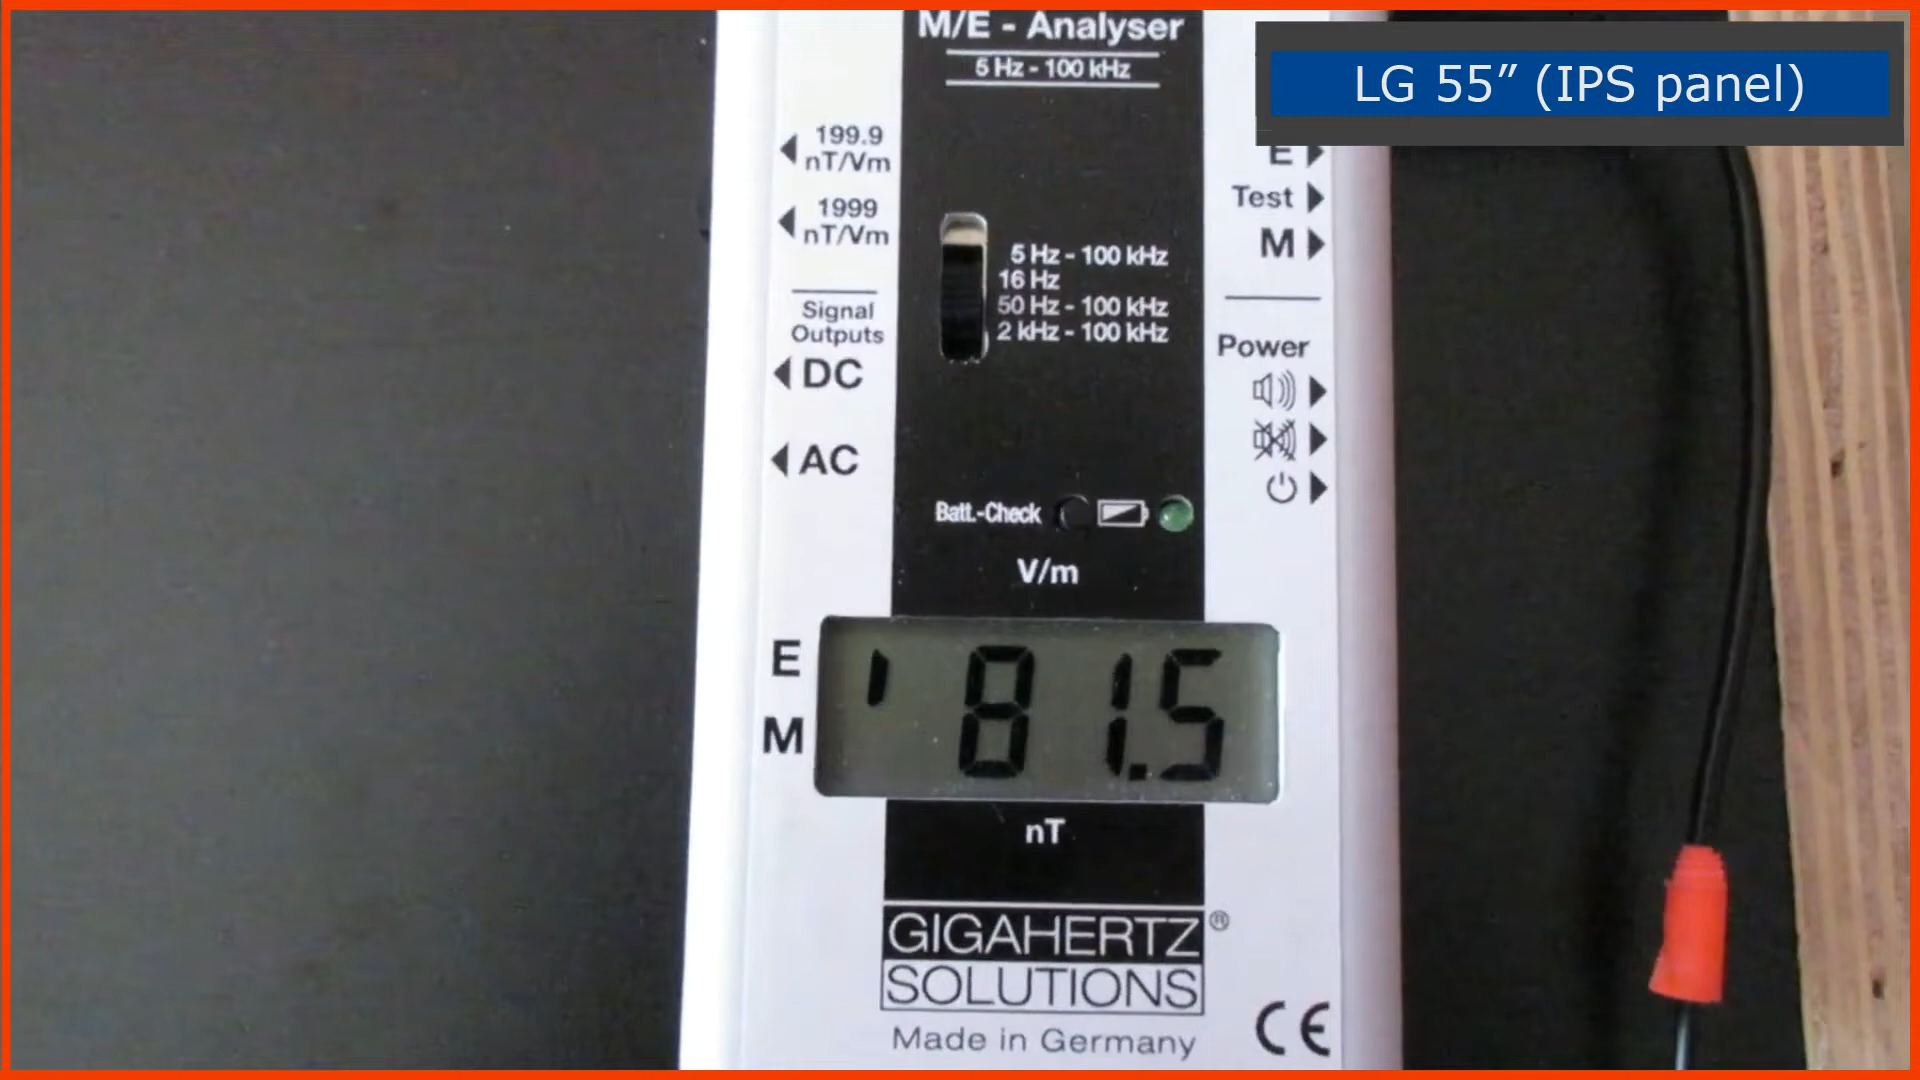 M/E - Analyser
5 Hz - 100 kHz
LG 55” (IPS panel)
199.9
nT/Vm
1999
nT/Vm
E
Test
M
5 Hz - 100 kHz
16 Hz
50 Hz - 100 kHz
2 kHz - 100 kHz
Signal
Outputs
DC
AC
Power
Batt.-Check
V/m
E
M
81.5
nT
GIGAHERTZ®
SOLUTIONS
Made in Germany
CE